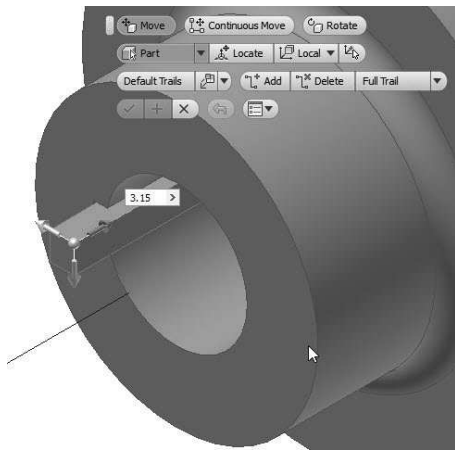 Move Continuous Move Rotate
Part Locate Local
Default Trails Add Delete Full Trail
3.15